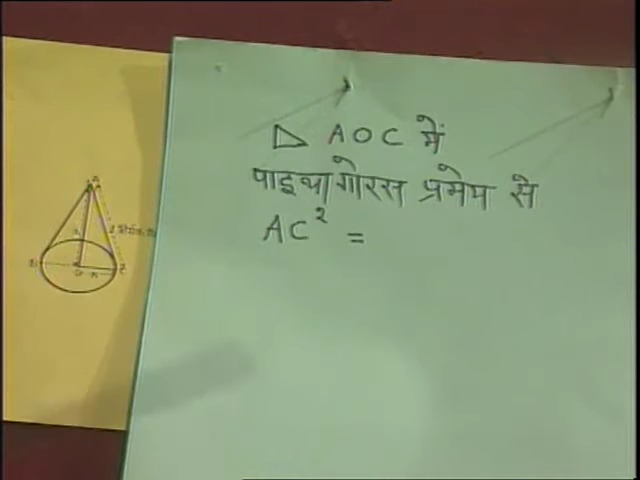 ▷ AOC में
पाइथागोरस प्रमेय से
AC² =